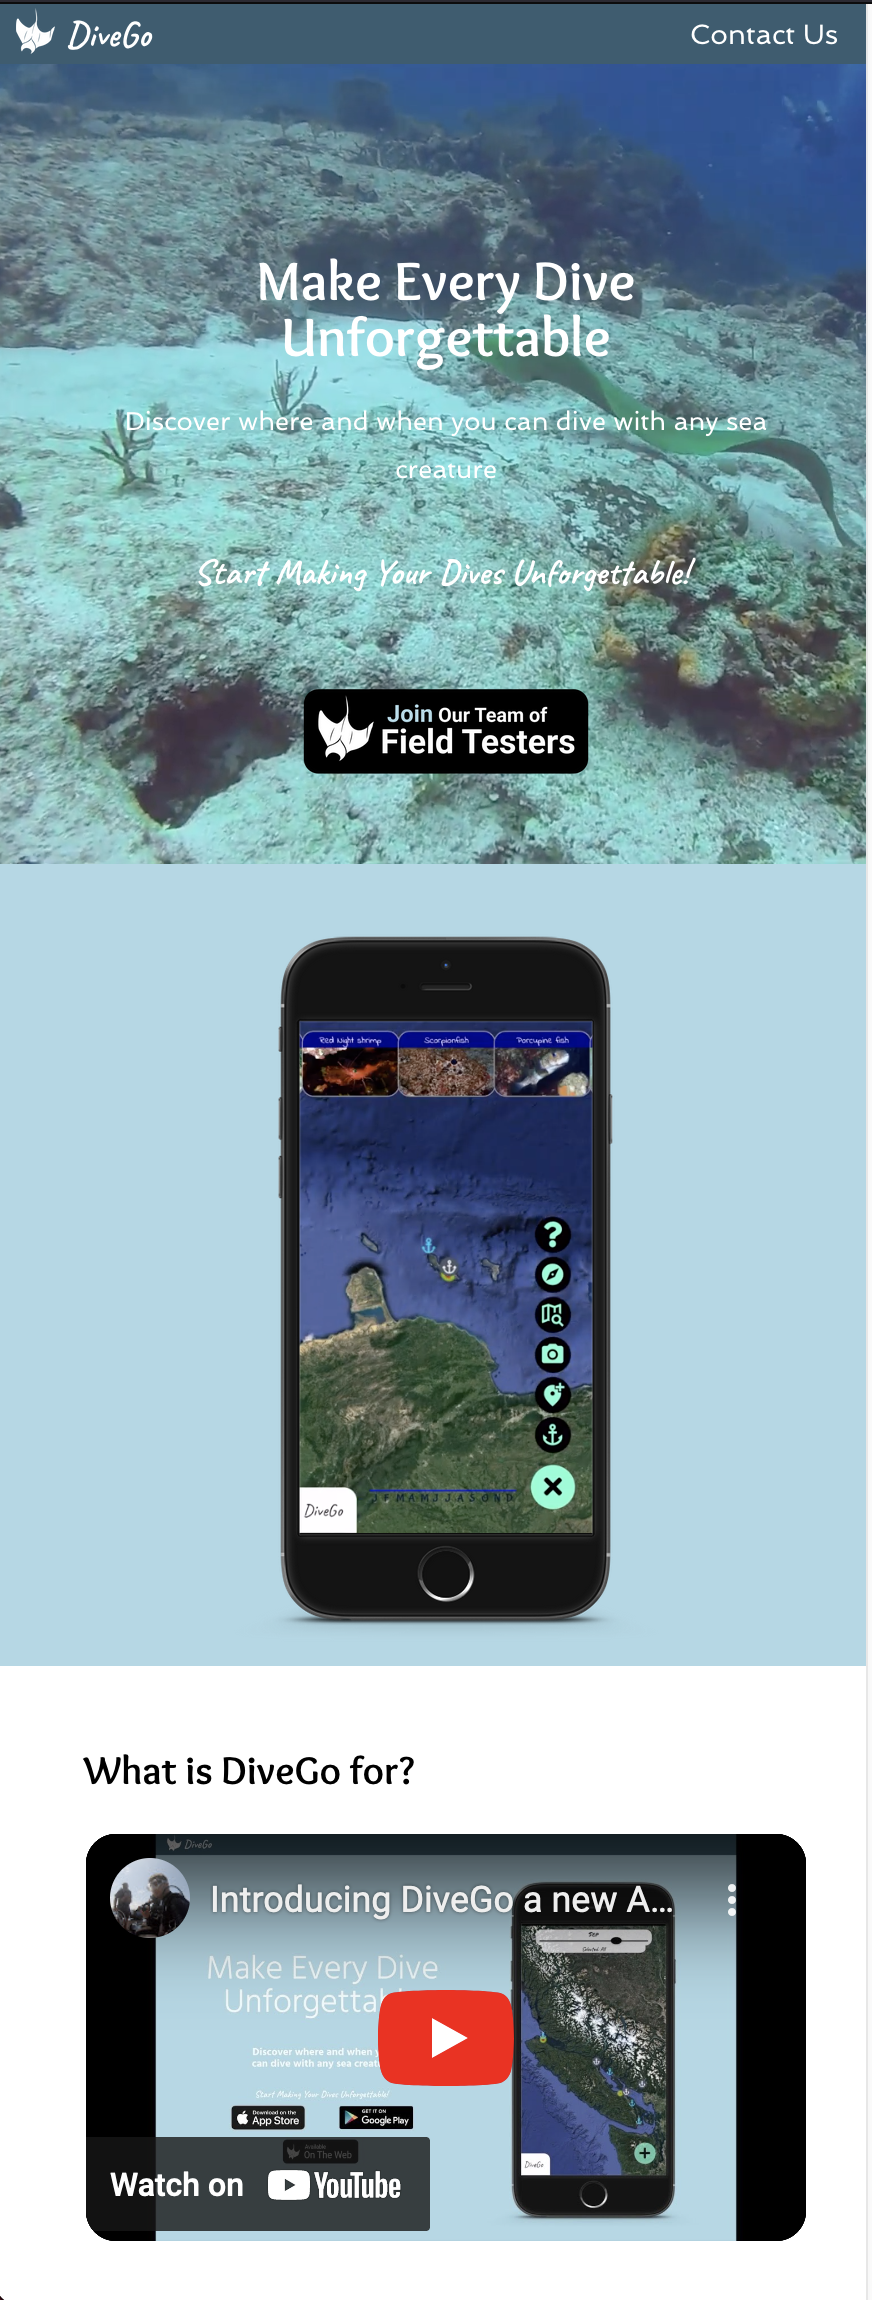 DiveGo
Contact Us
Make Every Dive
Unforgettable
Discover where and when you can dive with any sea
creature
Start Making Your Dives Unforgettable!
Join Our Team of
Field Testers
Red Night shrimp
Scorpionfish
Porcupine fish
J F M A M J J A S O N D
DiveGo
What is DiveGo for?
DiveGo
Introducing DiveGo a new A...
Make Every Dive
Unforgettabl
Discover where and when y
can dive with any sea creat
Start Making Your Dives Unforgettable!
Download on the
App Store
GET IT ON
Google Play
Available
On The Web
Watch on YouTube
DiveGo